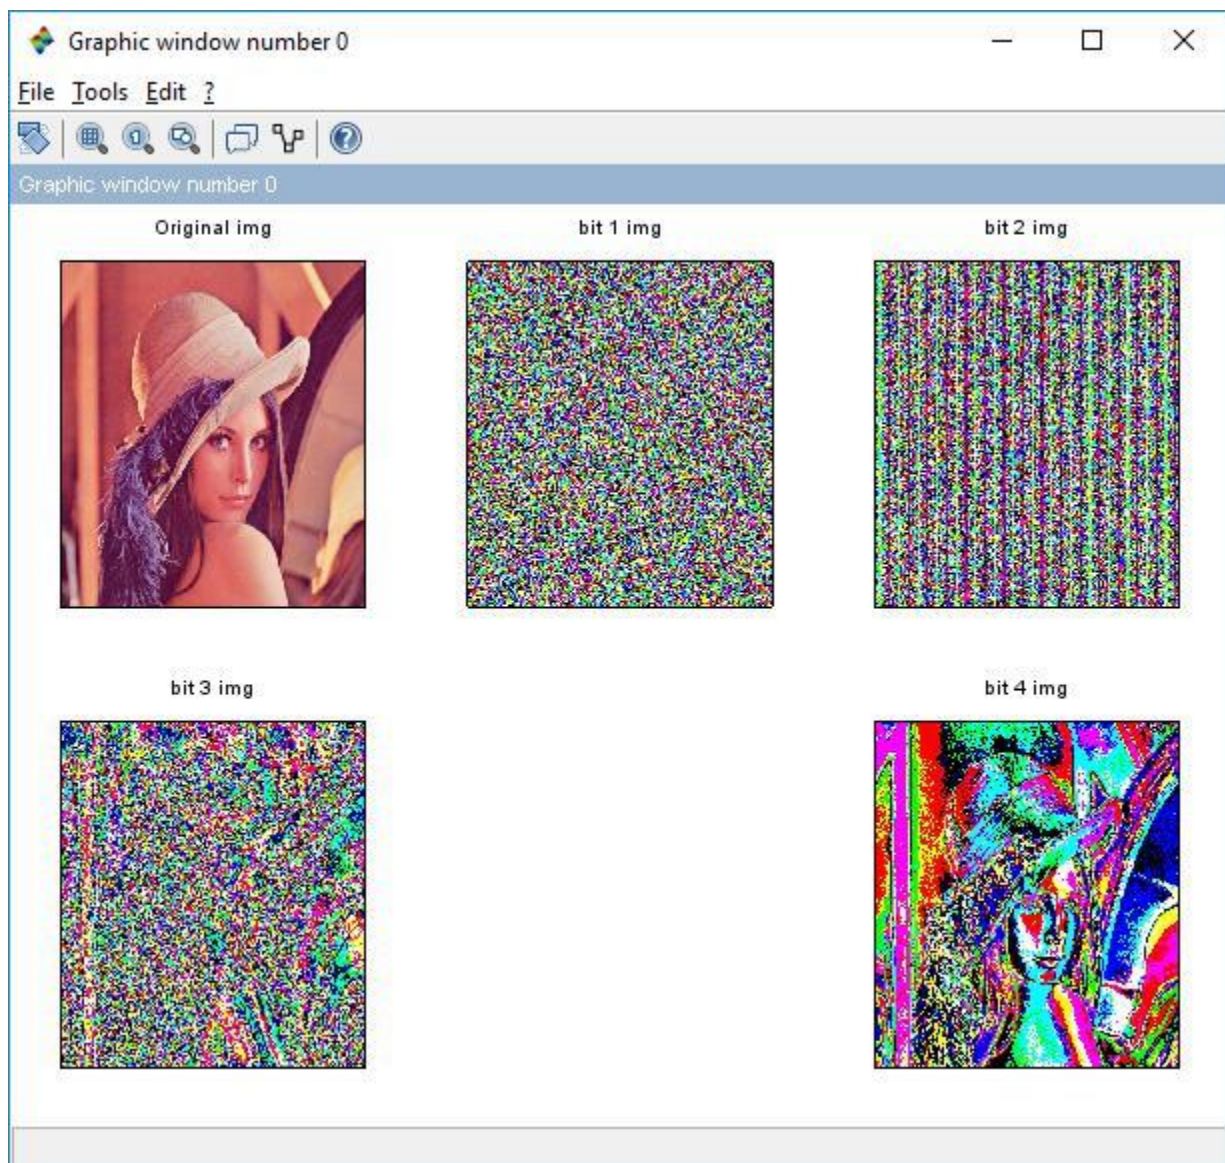 Graphic window number 0
File Tools Edit ?
Graphic window number 0
Original img
bit 1 img
bit 2 img
bit 3 img
bit 4 img